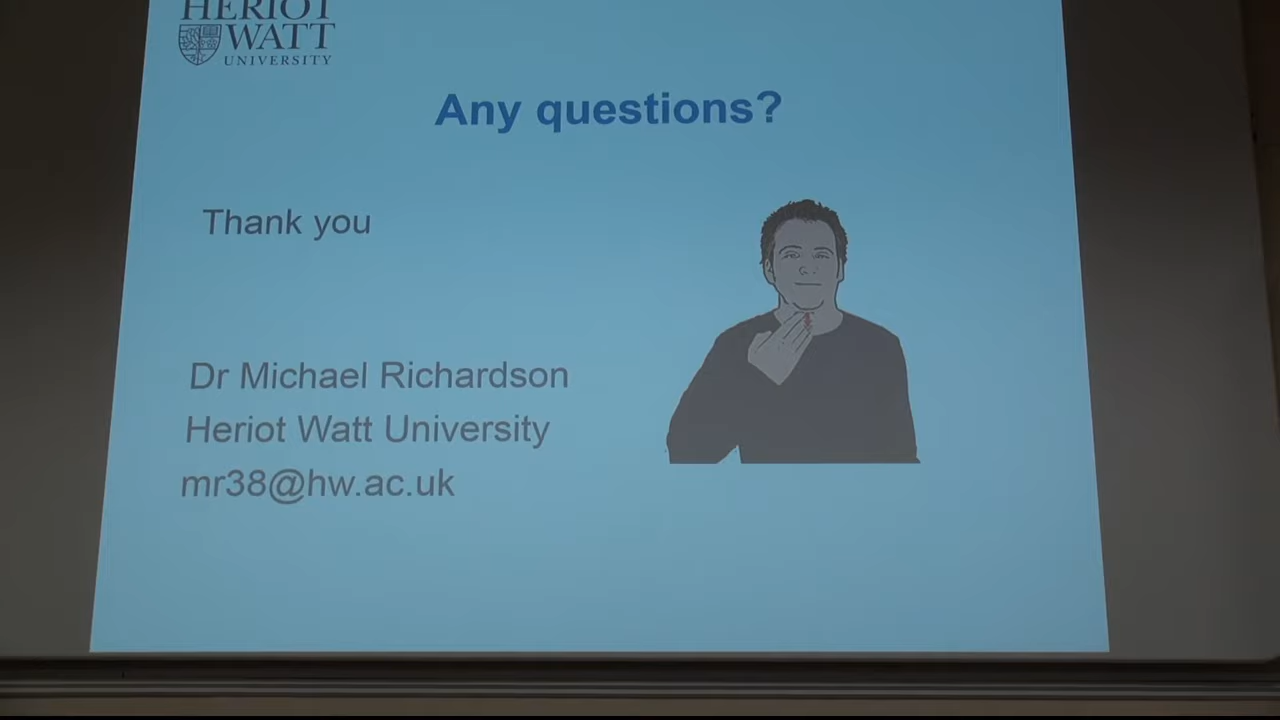 HERIOT
WATT
UNIVERSITY
Any questions?
Thank you
Dr Michael Richardson
Heriot Watt University
mr38@hw.ac.uk